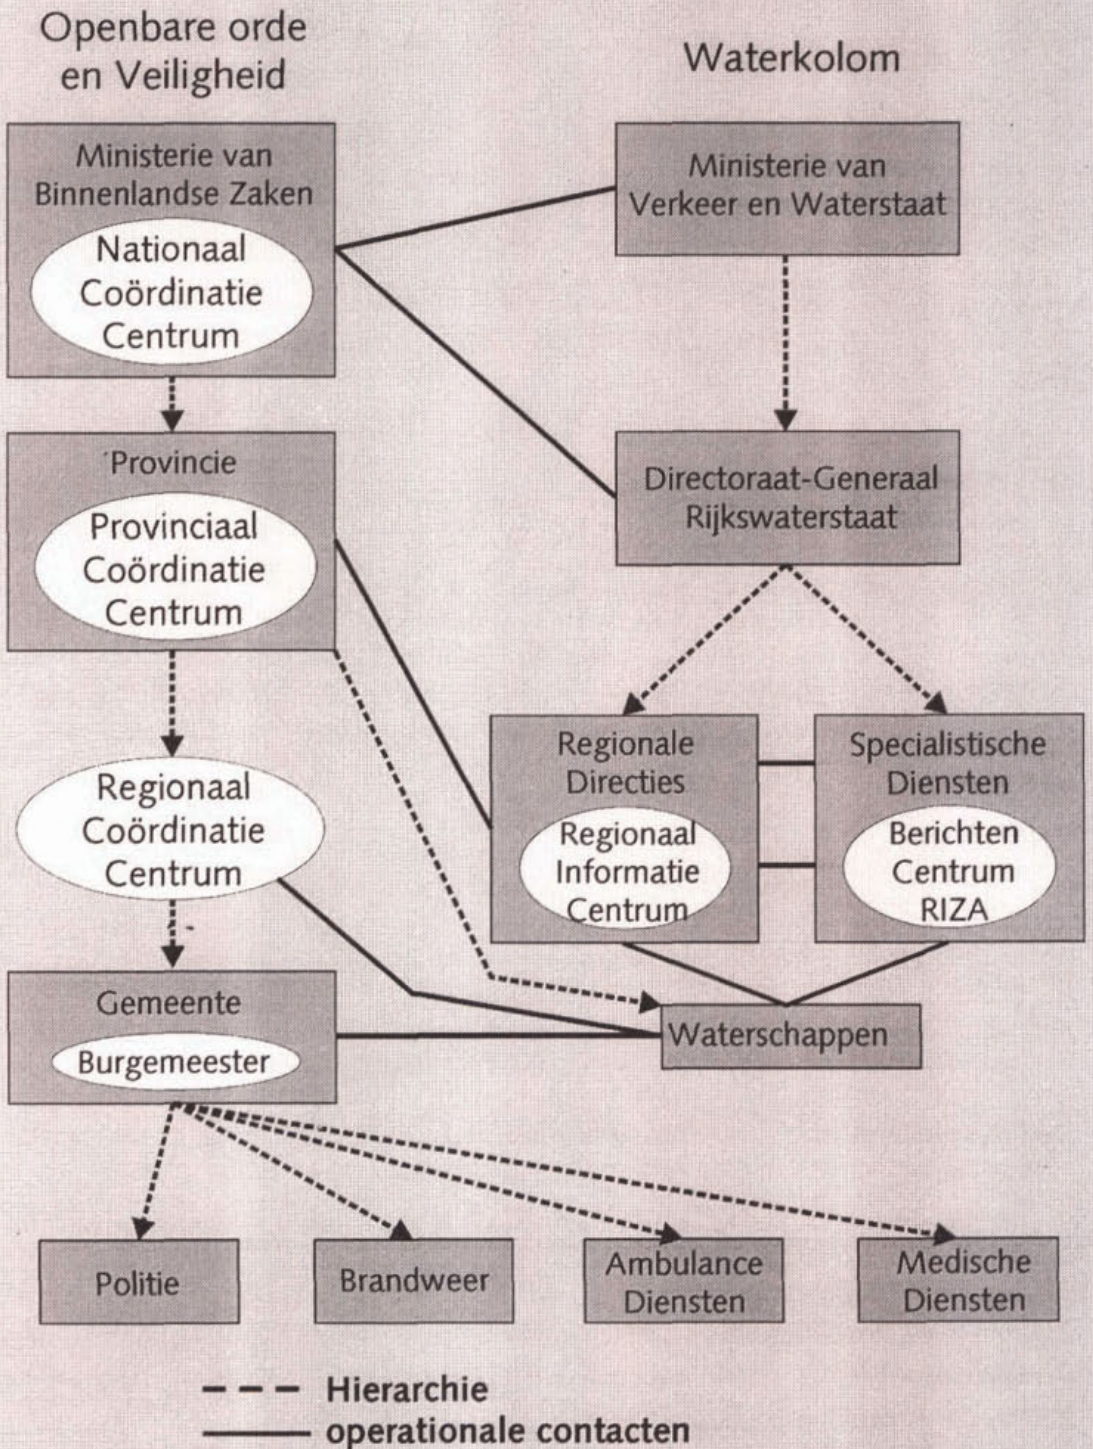 Openbare orde
en Veiligheid
Waterkolom
Ministerie van
Binnenlandse Zaken
Nationaal
Coördinatie
Centrum
Ministerie van
Verkeer en Waterstaat
Provincie
Provinciaal
Coördinatie
Centrum
Directoraat-Generaal
Rijkswaterstaat
Regionaal
Coördinatie
Centrum
Regionale
Directies
Regionaal
Informatie
Centrum
Specialistische
Diensten
Berichten
Centrum
RIZA
Gemeente
Burgemeester
Waterschappen
Politie
Brandweer
Ambulance
Diensten
Medische
Diensten
Hierarchie
operationale contacten